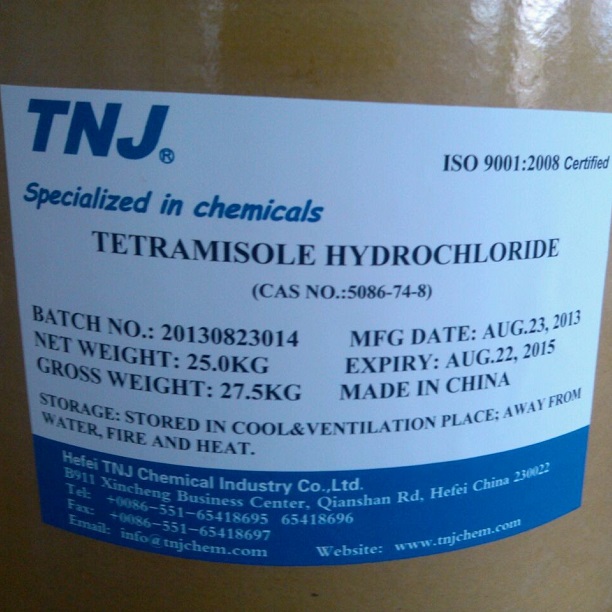 TNJ®
ISO 9001:2008 Certified
Specialized in chemicals
TETRAMISOLE HYDROCHLORIDE
(CAS NO.:5086-74-8)
BATCH NO.: 20130823014 MFG DATE: AUG.23, 2013
NET WEIGHT: 25.0KG EXPIRY: AUG.22, 2015
GROSS WEIGHT: 27.5KG MADE IN CHINA
STORAGE: STORED IN COOL&VENTILATION PLACE; AWAY FROM
WATER, FIRE AND HEAT.
Hefei TNJ Chemical Industry Co.,Ltd.
B911 Xincheng Business Center, Qianshan Rd, Hefei China 230022
Tel: +0086-551-65418695 65418696
Fax: +0086-551-65418697
Email: info@tnjchem.com Website: www.tnjchem.com